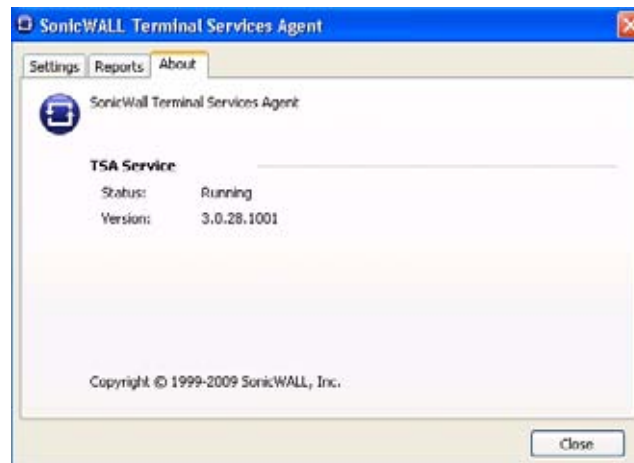 SonicWALL Terminal Services Agent
Settings Reports About
SonicWall Terminal Services Agent
TSA Service
Status: Running
Version: 3.0.28.1001
Copyright © 1999-2009 SonicWALL, Inc.
Close